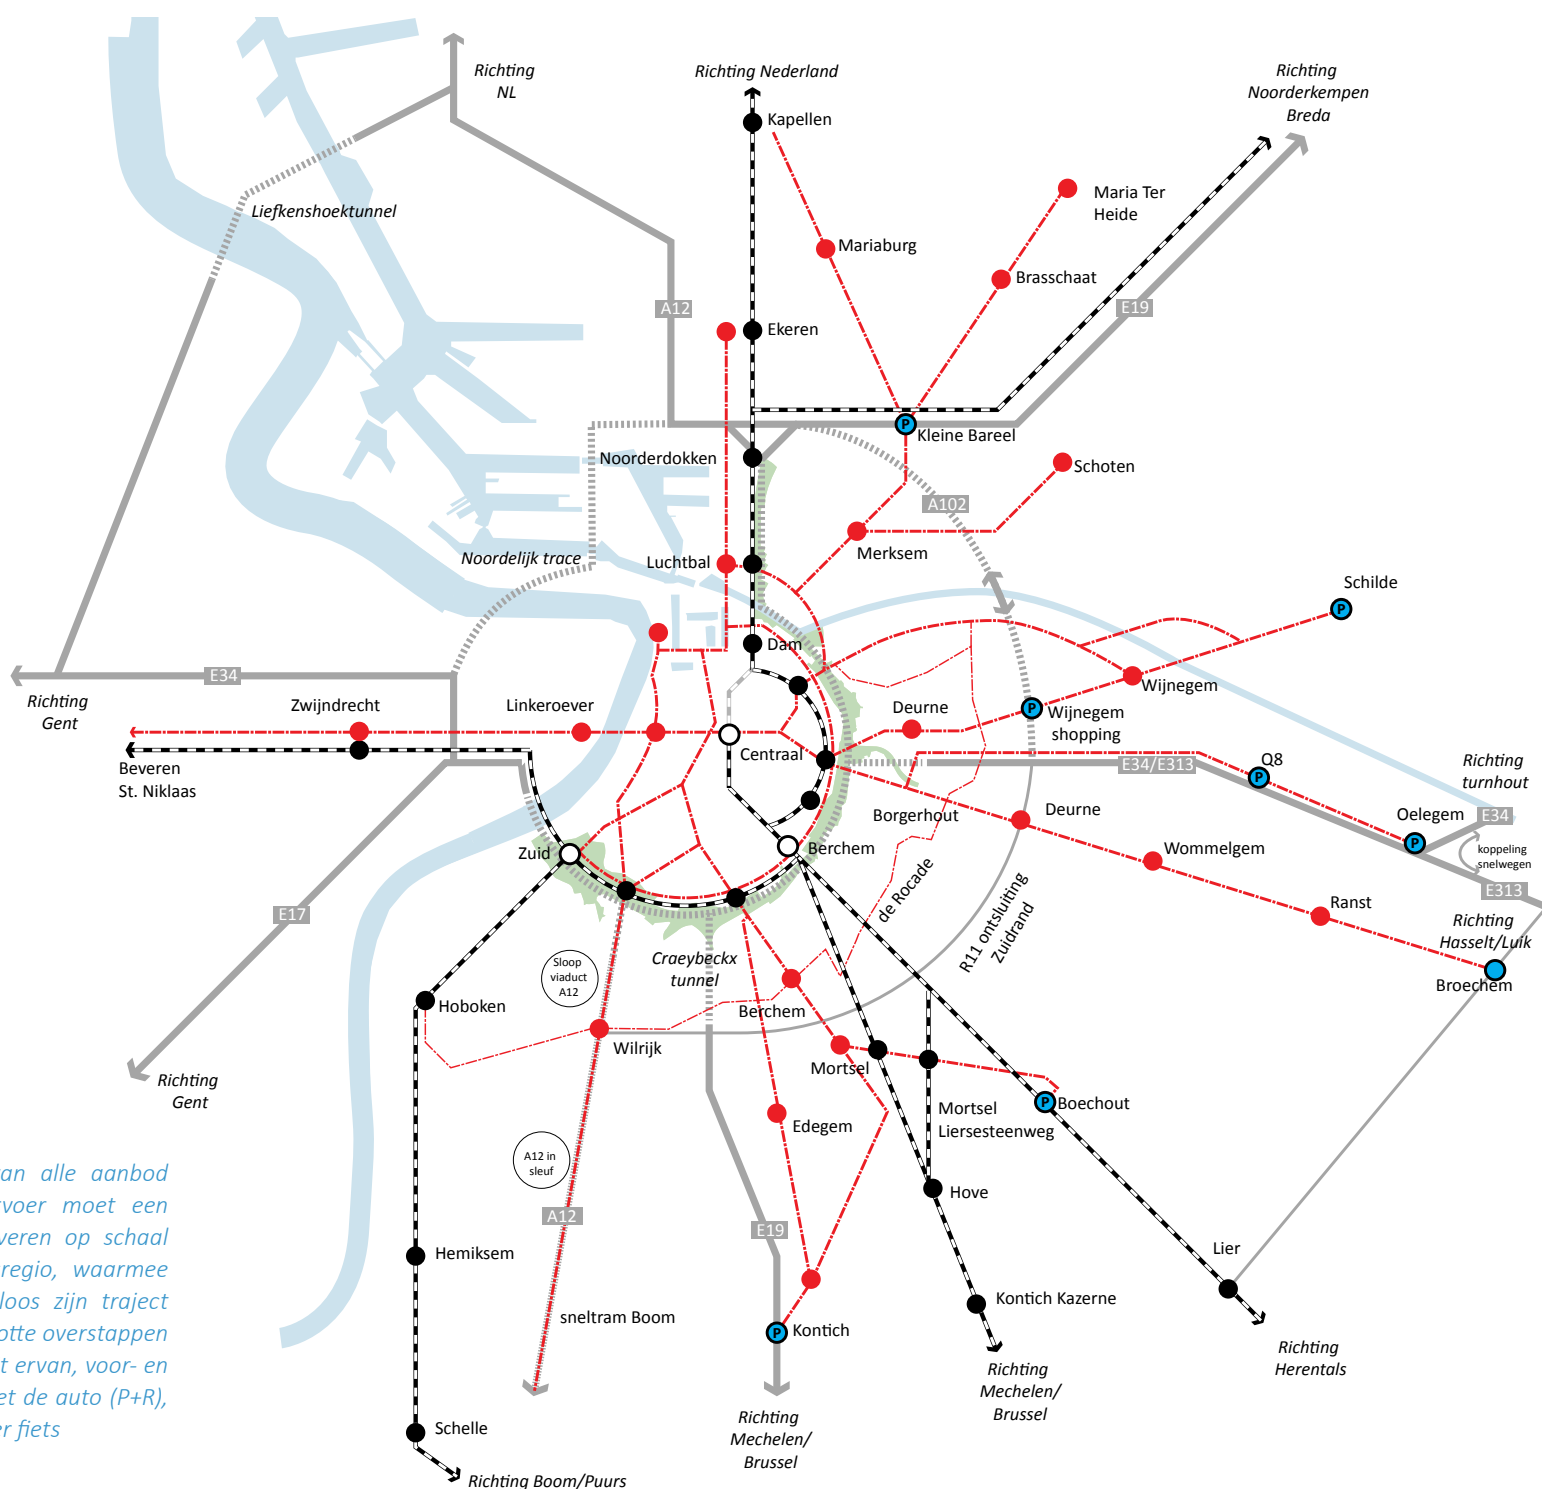 Richting
NL
Richting Nederland
Richting
Noorderkempen
Breda
Kapellen
Maria Ter
Heide
Liefkenshoektunnel
Mariaburg
Brasschaat
A12
Ekeren
E19
Kleine Bareel
P
Noorderdokken
Schoten
A102
Noordelijk trace
Luchtbal
Merksem
Schilde
P
Dam
E34
Richting
Gent
Zwijndrecht
Linkeroever
Deurne
Wijnegem
P
Wijnegem
shopping
Centraal
Beveren
St. Niklaas
E34/E313
Q8
P
Richting
turnhout
Borgerhout
Deurne
Oelegem
P
E34
koppeling
snelwegen
Zuid
Berchem
Wommelgem
E313
E17
de Rocade
R11 ontsluiting
Zuidrand
Ranst
Richting
Hasselt/Luik
Sloop
viaduct
A12
Craeybeckx
tunnel
Broechem
Hoboken
Berchem
Wilrijk
Mortsel
Richting
Gent
P
Boechout
Edegem
Mortsel
Liersesteenweg
A12 in
sleuf
an alle aanbod
voer moet een
veren op schaal
regio, waarmee
loos zijn traject
otte overstappen
t ervan, voor- en
et de auto (P+R),
er fiets
Hove
A12
E19
Hemiksem
Lier
sneltram Boom
Kontich Kazerne
P
Kontich
Richting
Herentals
Richting
Mechelen/
Brussel
Richting
Mechelen/
Brussel
Schelle
Richting Boom/Puurs